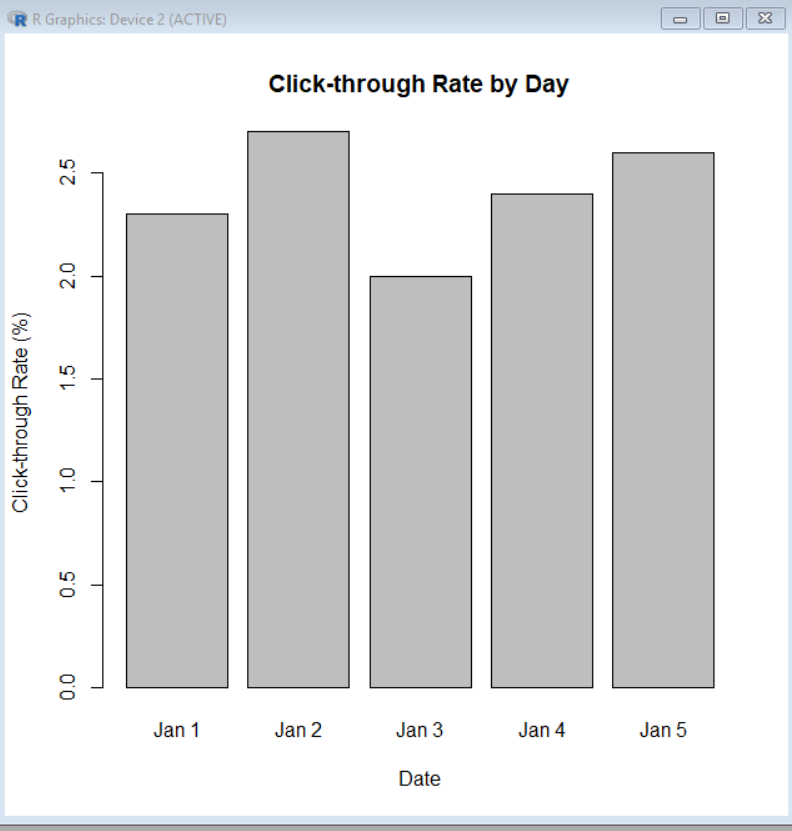 R Graphics: Device 2 (ACTIVE)
Click-through Rate by Day
Click-through Rate (%)
2.5
2.0
1.5
1.0
0.5
0.0
Jan 1 Jan 2 Jan 3 Jan 4 Jan 5
Date